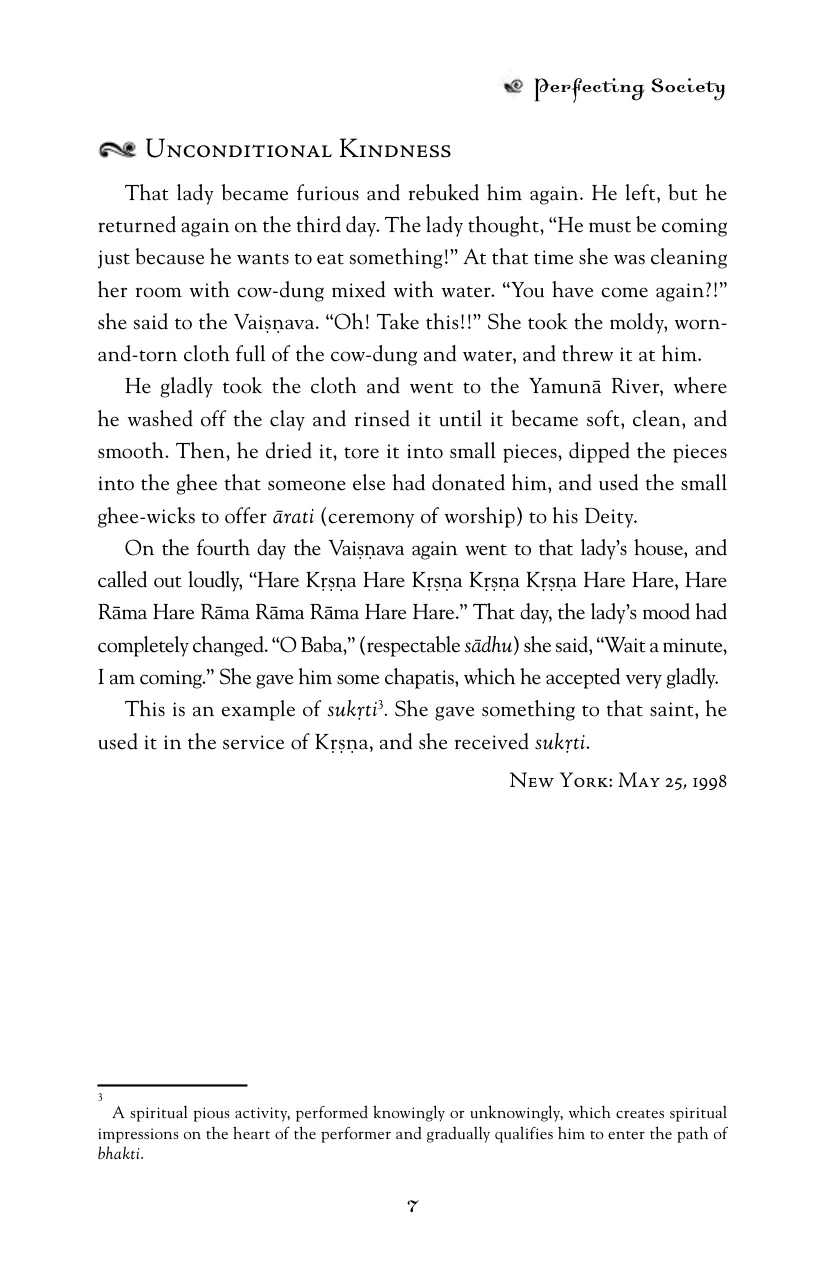 Perfecting Society
Unconditional Kindness
That lady became furious and rebuked him again. He left, but he
returned again on the third day. The lady thought, “He must be coming
just because he wants to eat something!” At that time she was cleaning
her room with cow-dung mixed with water. “You have come again?!”
she said to the Vaiṣṇava. “Oh! Take this!!” She took the moldy, worn-
and-torn cloth full of the cow-dung and water, and threw it at him.
He gladly took the cloth and went to the Yamunā River, where
he washed off the clay and rinsed it until it became soft, clean, and
smooth. Then, he dried it, tore it into small pieces, dipped the pieces
into the ghee that someone else had donated him, and used the small
ghee-wicks to offer ārati (ceremony of worship) to his Deity.
On the fourth day the Vaiṣṇava again went to that lady’s house, and
called out loudly, “Hare Kṛṣṇa Hare Kṛṣṇa Kṛṣṇa Kṛṣṇa Hare Hare, Hare
Rāma Hare Rāma Rāma Rāma Hare Hare.” That day, the lady’s mood had
completely changed. “O Baba,” (respectable sādhu) she said, “Wait a minute,
I am coming.” She gave him some chapatis, which he accepted very gladly.
This is an example of sukṛti3. She gave something to that saint, he
used it in the service of Kṛṣṇa, and she received sukṛti.
New York: May 25, 1998
3
A spiritual pious activity, performed knowingly or unknowingly, which creates spiritual
impressions on the heart of the performer and gradually qualifies him to enter the path of
bhakti.
7